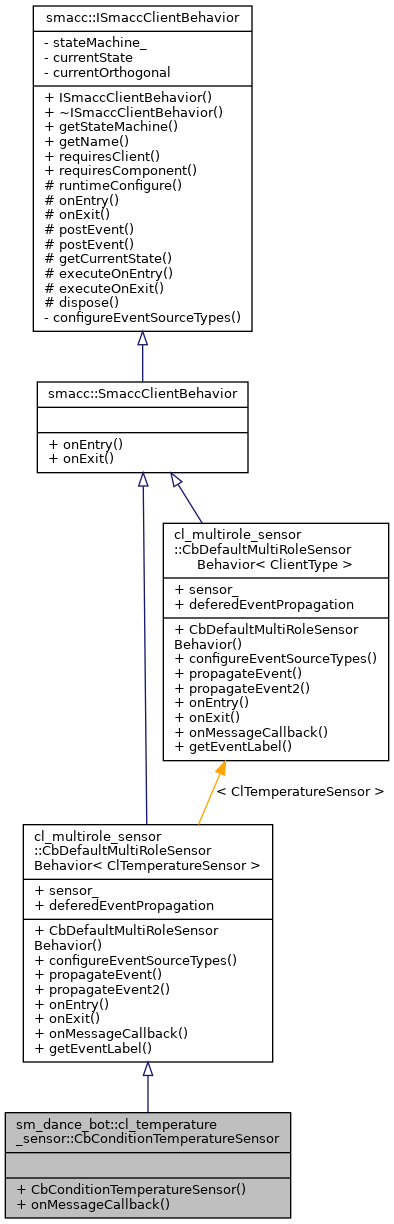 smacc::ISmaccClientBehavior
- stateMachine_
- currentState
- currentOrthogonal
+ ISmaccClientBehavior()
+ ~ISmaccClientBehavior()
+ getStateMachine()
+ getName()
+ requiresClient()
+ requiresComponent()
# runtimeConfigure()
# onEntry()
# onExit()
# postEvent()
# postEvent()
# getCurrentState()
# executeOnEntry()
# executeOnExit()
# dispose()
- configureEventSourceTypes()
smacc::SmaccClientBehavior
+ onEntry()
+ onExit()
cl_multirole_sensor
::CbDefaultMultiRoleSensor
Behavior< ClientType >
+ sensor_
+ deferedEventPropagation
+ CbDefaultMultiRoleSensor
Behavior()
+ configureEventSourceTypes()
+ propagateEvent()
+ propagateEvent2()
+ onEntry()
+ onExit()
+ onMessageCallback()
+ getEventLabel()
< ClTemperatureSensor >
cl_multirole_sensor
::CbDefaultMultiRoleSensor
Behavior< ClTemperatureSensor >
+ sensor_
+ deferedEventPropagation
+ CbDefaultMultiRoleSensor
Behavior()
+ configureEventSourceTypes()
+ propagateEvent()
+ propagateEvent2()
+ onEntry()
+ onExit()
+ onMessageCallback()
+ getEventLabel()
sm_dance_bot::cl_temperature
_sensor::CbConditionTemperatureSensor
+ CbConditionTemperatureSensor()
+ onMessageCallback()